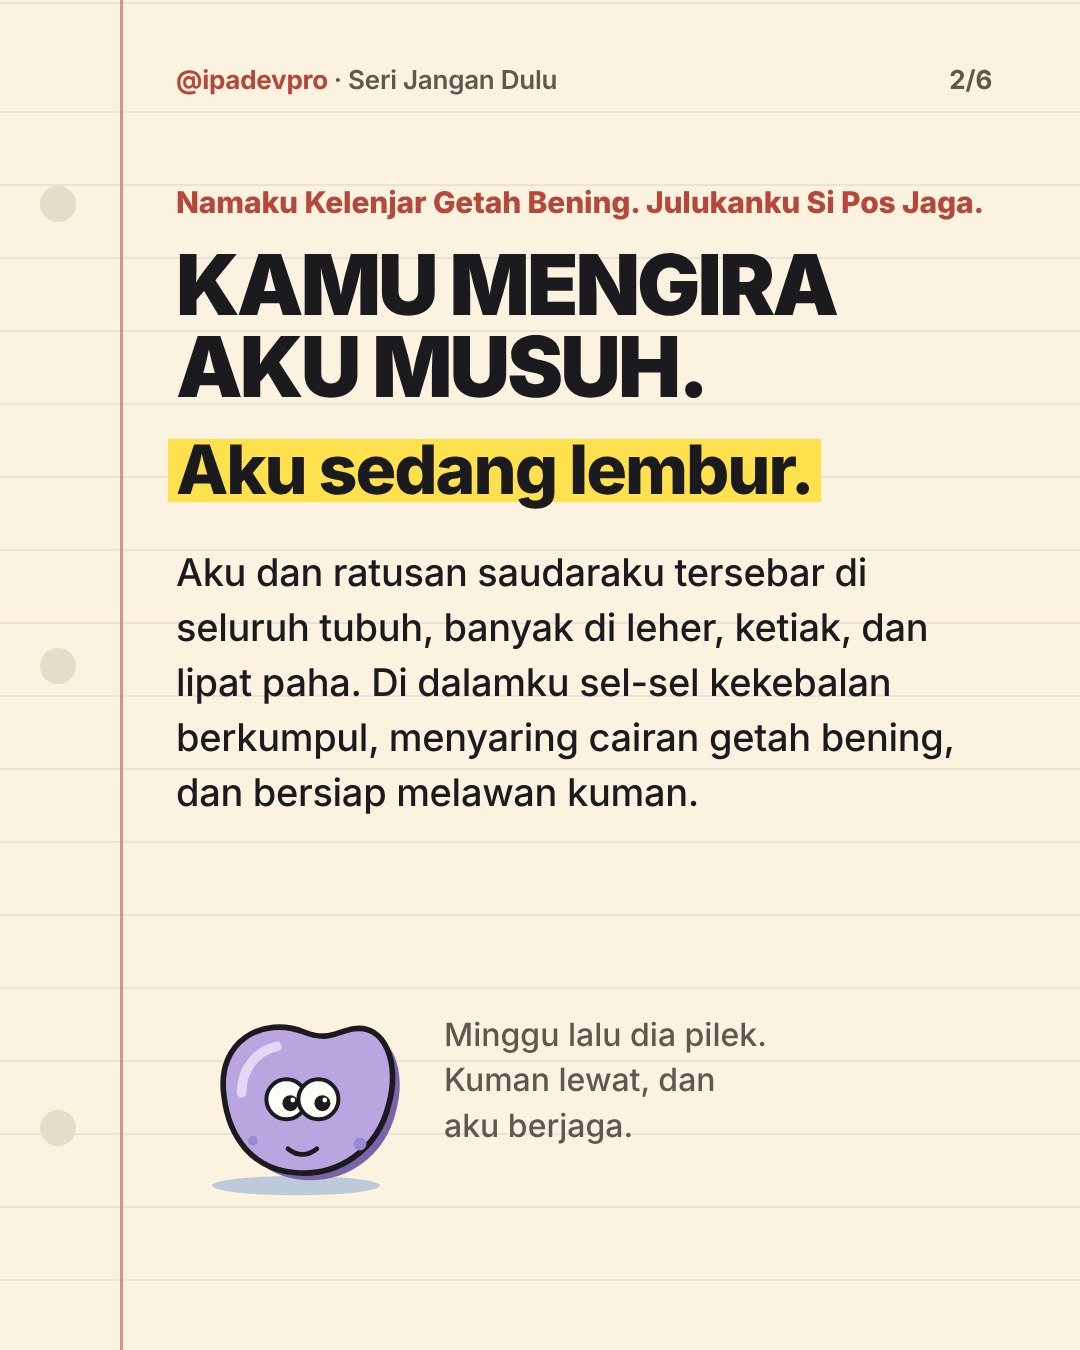 @ipadevpro · Seri Jangan Dulu
2/6
Namaku Kelenjar Getah Bening. Julukanku Si Pos Jaga.
KAMU MENGIRA
AKU MUSUH.
Aku sedang lembur.
Aku dan ratusan saudaraku tersebar di
seluruh tubuh, banyak di leher, ketiak, dan
lipat paha. Di dalamku sel-sel kekebalan
berkumpul, menyaring cairan getah bening,
dan bersiap melawan kuman.
Minggu lalu dia pilek.
Kuman lewat, dan
aku berjaga.